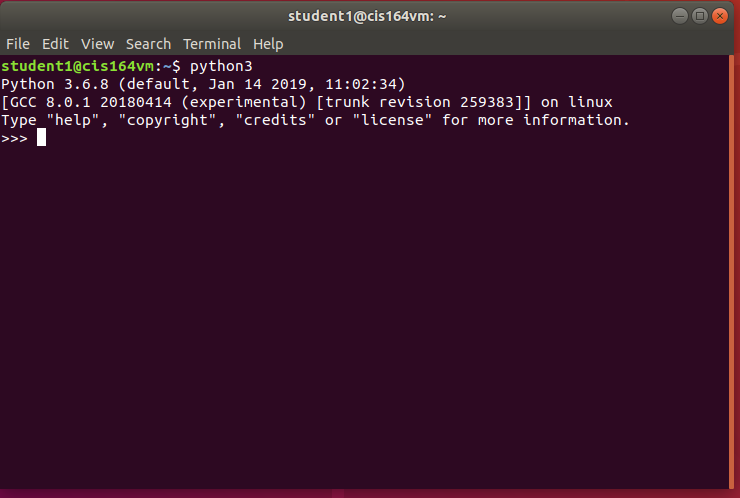 student1@cis164vm: ~
File Edit View Search Terminal Help
student1@cis164vm:~$ python3
Python 3.6.8 (default, Jan 14 2019, 11:02:34)
[GCC 8.0.1 20180414 (experimental) [trunk revision 259383]] on linux
Type "help", "copyright", "credits" or "license" for more information.
>>>